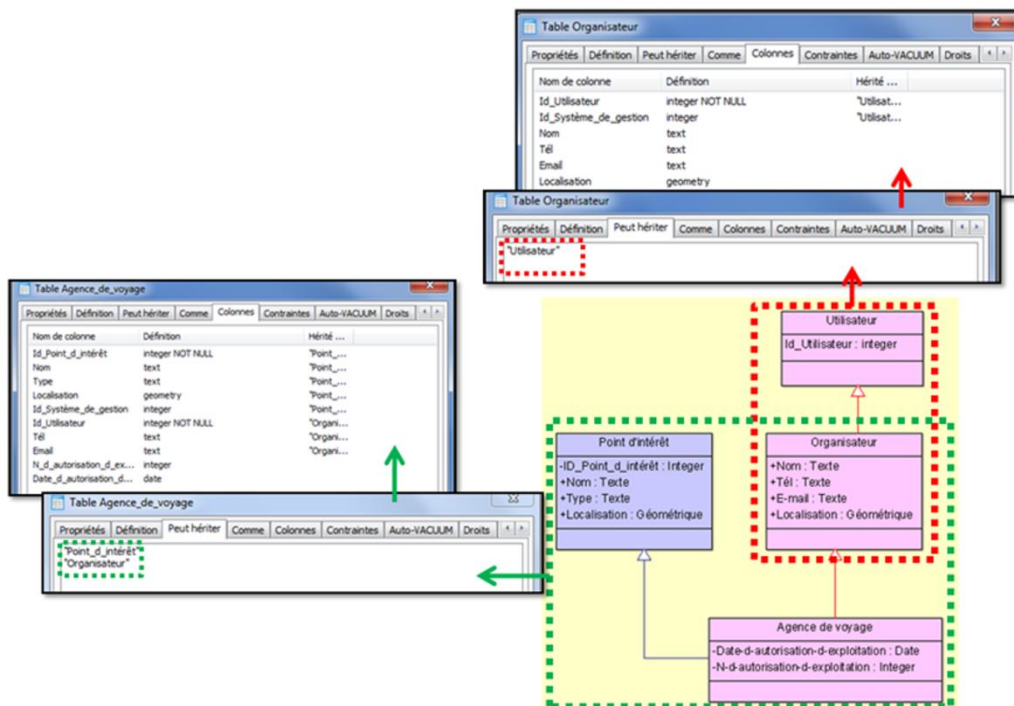 Table Organisateur
Propriétés Définition Peut hériter Comme Colonnes Contraintes Auto-VACUUM Droits
Nom de colonne Définition Hérité ...
Id_Utilisateur integer NOT NULL "Utilisat...
Id_Système_de_gestion integer "Utilisat...
Nom text
Tél text
Email text
Localisation geometry
Table Organisateur
Propriétés Définition Peut hériter Comme Colonnes Contraintes Auto-VACUUM Droits
"Utilisateur"
Table Agence_de_voyage
Propriétés Définition Peut hériter Comme Colonnes Contraintes Auto-VACUUM Droits
Nom de colonne Définition Hérité ...
Id_Point_d_intérêt integer NOT NULL "Point_...
Nom text "Point_...
Type text "Point_...
Localisation geometry "Point_...
Id_Système_de_gestion integer "Point_...
Id_Utilisateur integer NOT NULL "Organi...
Tél text "Organi...
Email text "Organi...
N_d_autorisation_d_ex... integer
Date_d_autorisation_d... date
Table Agence_de_voyage
Propriétés Définition Peut hériter Comme Colonnes Contraintes Auto-VACUUM Droits
"Point_d_intérêt"
"Organisateur"
Utilisateur
Id_Utilisateur : integer
Point d'intérêt
-ID_Point_d_intérêt : Integer
+Nom : Texte
+Type : Texte
+Localisation : Géométrique
Organisateur
+Nom : Texte
+Tél : Texte
+E-mail : Texte
+Localisation : Géométrique
Agence de voyage
-Date-d-autorisation-d-exploitation : Date
-N-d-autorisation-d-exploitation : Integer